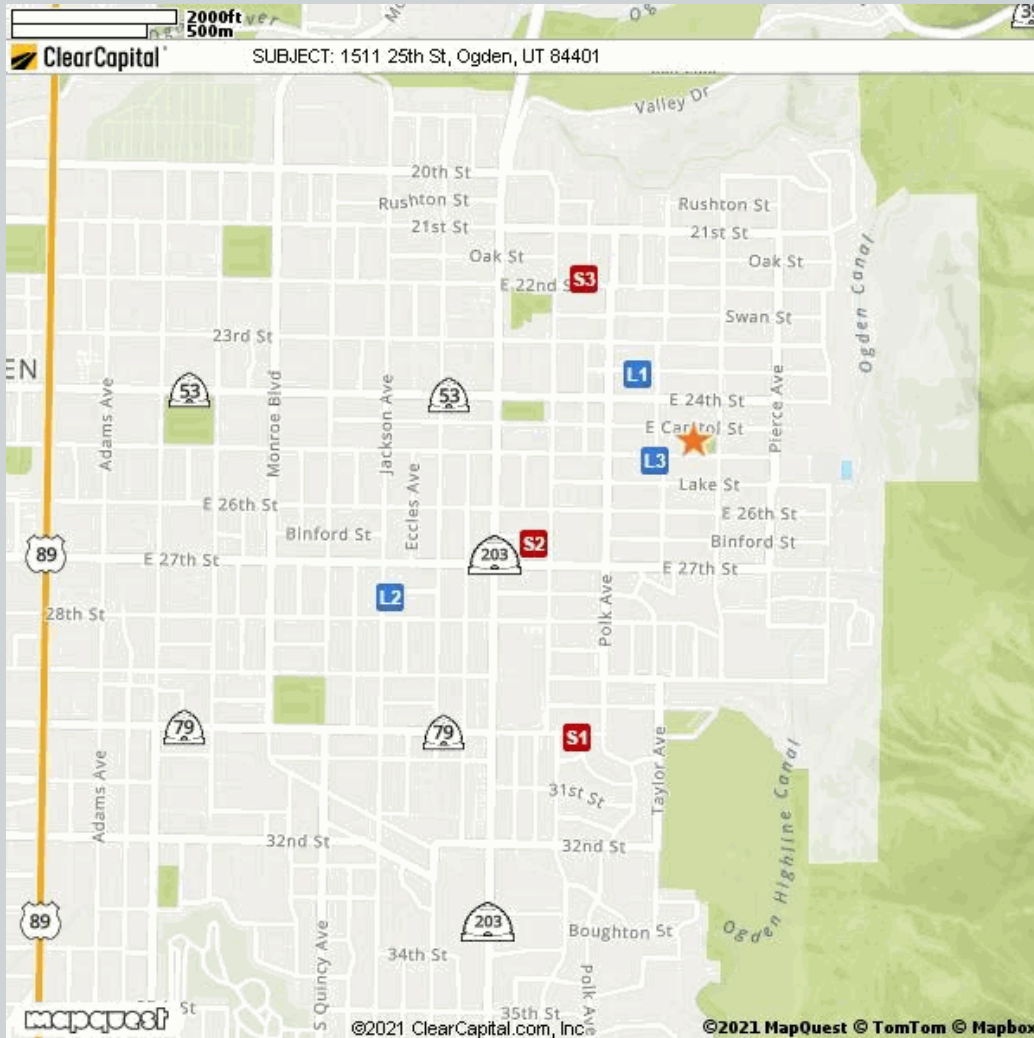 2000ft
500m
39
ClearCapital
SUBJECT: 1511 25th St, Ogden, UT 84401
Valley Dr
20th St
Rushton St
Rushton St
21st St
21st St
Oak St
Oak St
Ogden Canal
E 22nd S
S3
Swan St
23rd St
EN
L1
53
53
E 24th St
Adams Ave
Monroe Blvd
Jackson Ave
Pierce Ave
E Capitol St
L3
Lake St
E 26th St
Eccles Ave
E 26th St
Binford St
Binford St
S2
89
203
E 27th St
E 27th St
L2
Polk Ave
28th St
79
79
S1
Taylor Ave
Adams Ave
31st St
Ogden Highline Canal
32nd St
32nd St
89
203
Boughton St
S Quincy Ave
34th St
Polk Ave
St
35th St
mapquest
©2021 ClearCapital.com, Inc
©2021 MapQuest © TomTom © Mapbox